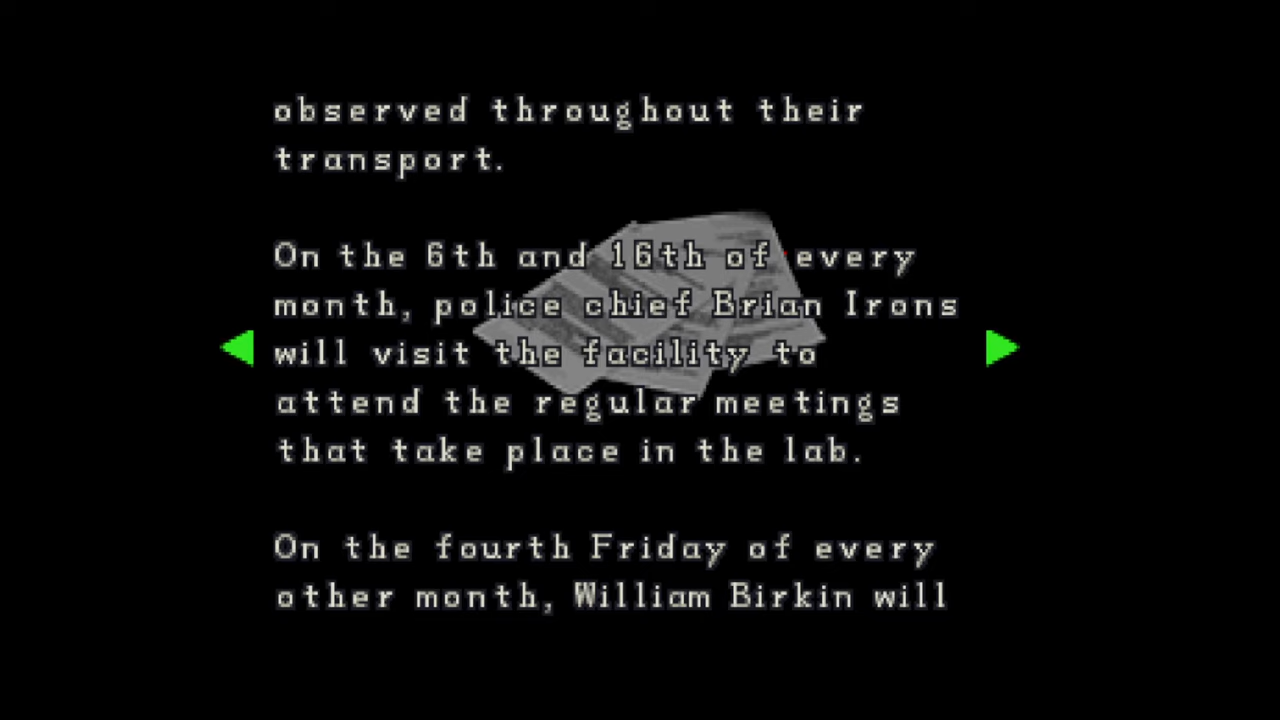 observed throughout their
transport.
On the 6th and 16th of every
month, police chief Brian Irons
will visit the facility to
attend the regular meetings
that take place in the lab.
On the fourth Friday of every
other month, William Birkin will